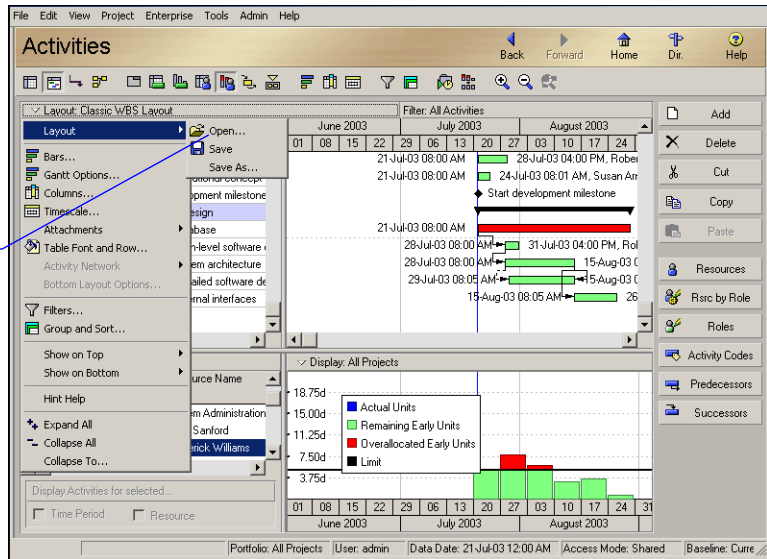 File Edit View Project Enterprise Tools Admin Help
Activities
Back Forward Home Dir. Help
Layout: Classic WBS Layout
Filter: All Activities
Layout
Open...
Save
Save As...
Bars...
Gantt Options...
Columns...
Timescale...
Attachments
Table Font and Row...
Activity Network
Bottom Layout Options...
Filters...
Group and Sort...
Show on Top
Show on Bottom
Hint Help
Expand All
Collapse All
Collapse To...
opment milestone
esign
abase
h-level software
em architecture
ailed software de
rnal interfaces
June 2003 July 2003 August 2003
01 08 15 22 29 06 13 20 27 03 10 17 24
21-Jul-03 08:00 AM 28-Jul-03 04:00 PM, Rober
21-Jul-03 08:00 AM 24-Jul-03 08:01 AM, Susan
Start development milestone
21-Jul-03 08:00 AM
28-Jul-03 08:00 AM 31-Jul-03 04:00 PM, Rol
28-Jul-03 08:00 AM 15-Aug-03
29-Jul-03 08:05 AM 15-Aug-03
15-Aug-03 08:05 AM 26
Add
Delete
Cut
Copy
Paste
Resources
Rsrc by Role
Roles
Activity Codes
Predecessors
Successors
urce Name
m Administration
Sanford
erick Williams
Display Activities for selected...
Time Period Resource
Display: All Projects
18.75d
15.00d
11.25d
7.50d
3.75d
Actual Units
Remaining Early Units
Overallocated Early Units
Limit
01 08 15 22 29 06 13 20 27 03 10 17 24 31
June 2003 July 2003 August 2003
Portfolio: All Projects User: admin Data Date: 21-Jul-03 12:00 AM Access Mode: Shared Baseline: Curre